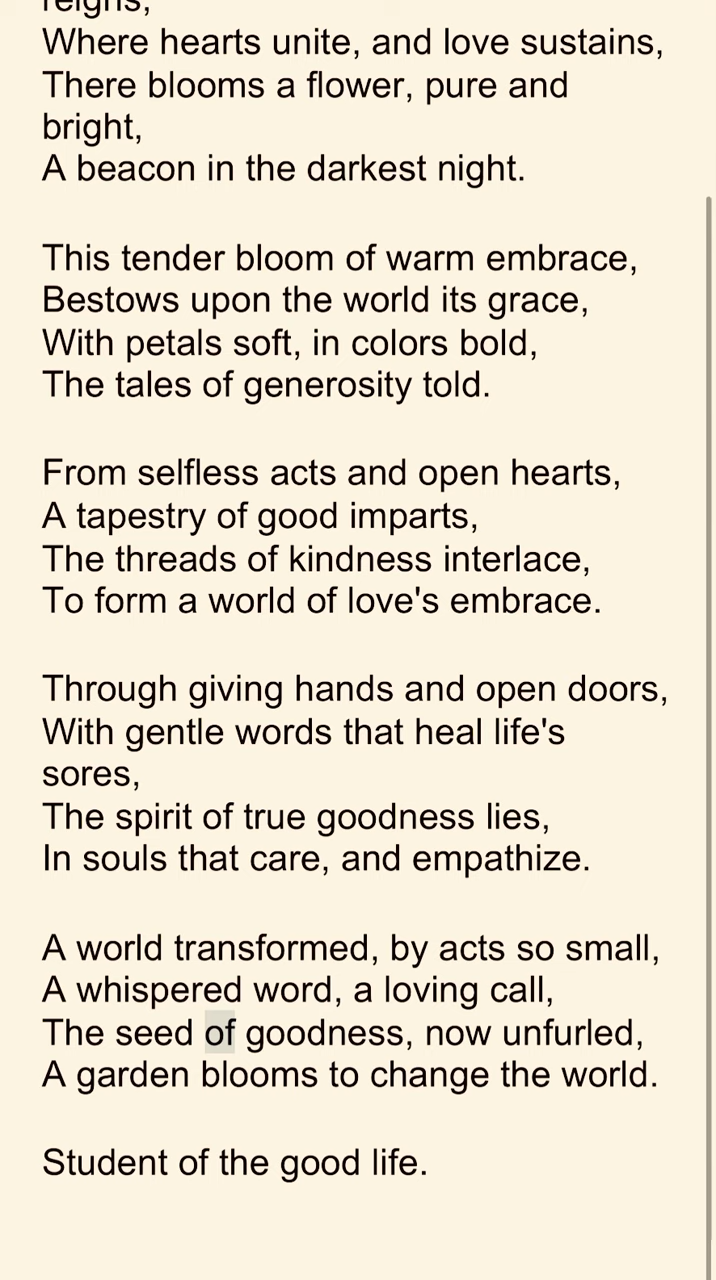 reigns,
Where hearts unite, and love sustains,
There blooms a flower, pure and
bright,
A beacon in the darkest night.
This tender bloom of warm embrace,
Bestows upon the world its grace,
With petals soft, in colors bold,
The tales of generosity told.
From selfless acts and open hearts,
A tapestry of good imparts,
The threads of kindness interlace,
To form a world of love's embrace.
Through giving hands and open doors,
With gentle words that heal life's
sores,
The spirit of true goodness lies,
In souls that care, and empathize.
A world transformed, by acts so small,
A whispered word, a loving call,
The seed of goodness, now unfurled,
A garden blooms to change the world.
Student of the good life.